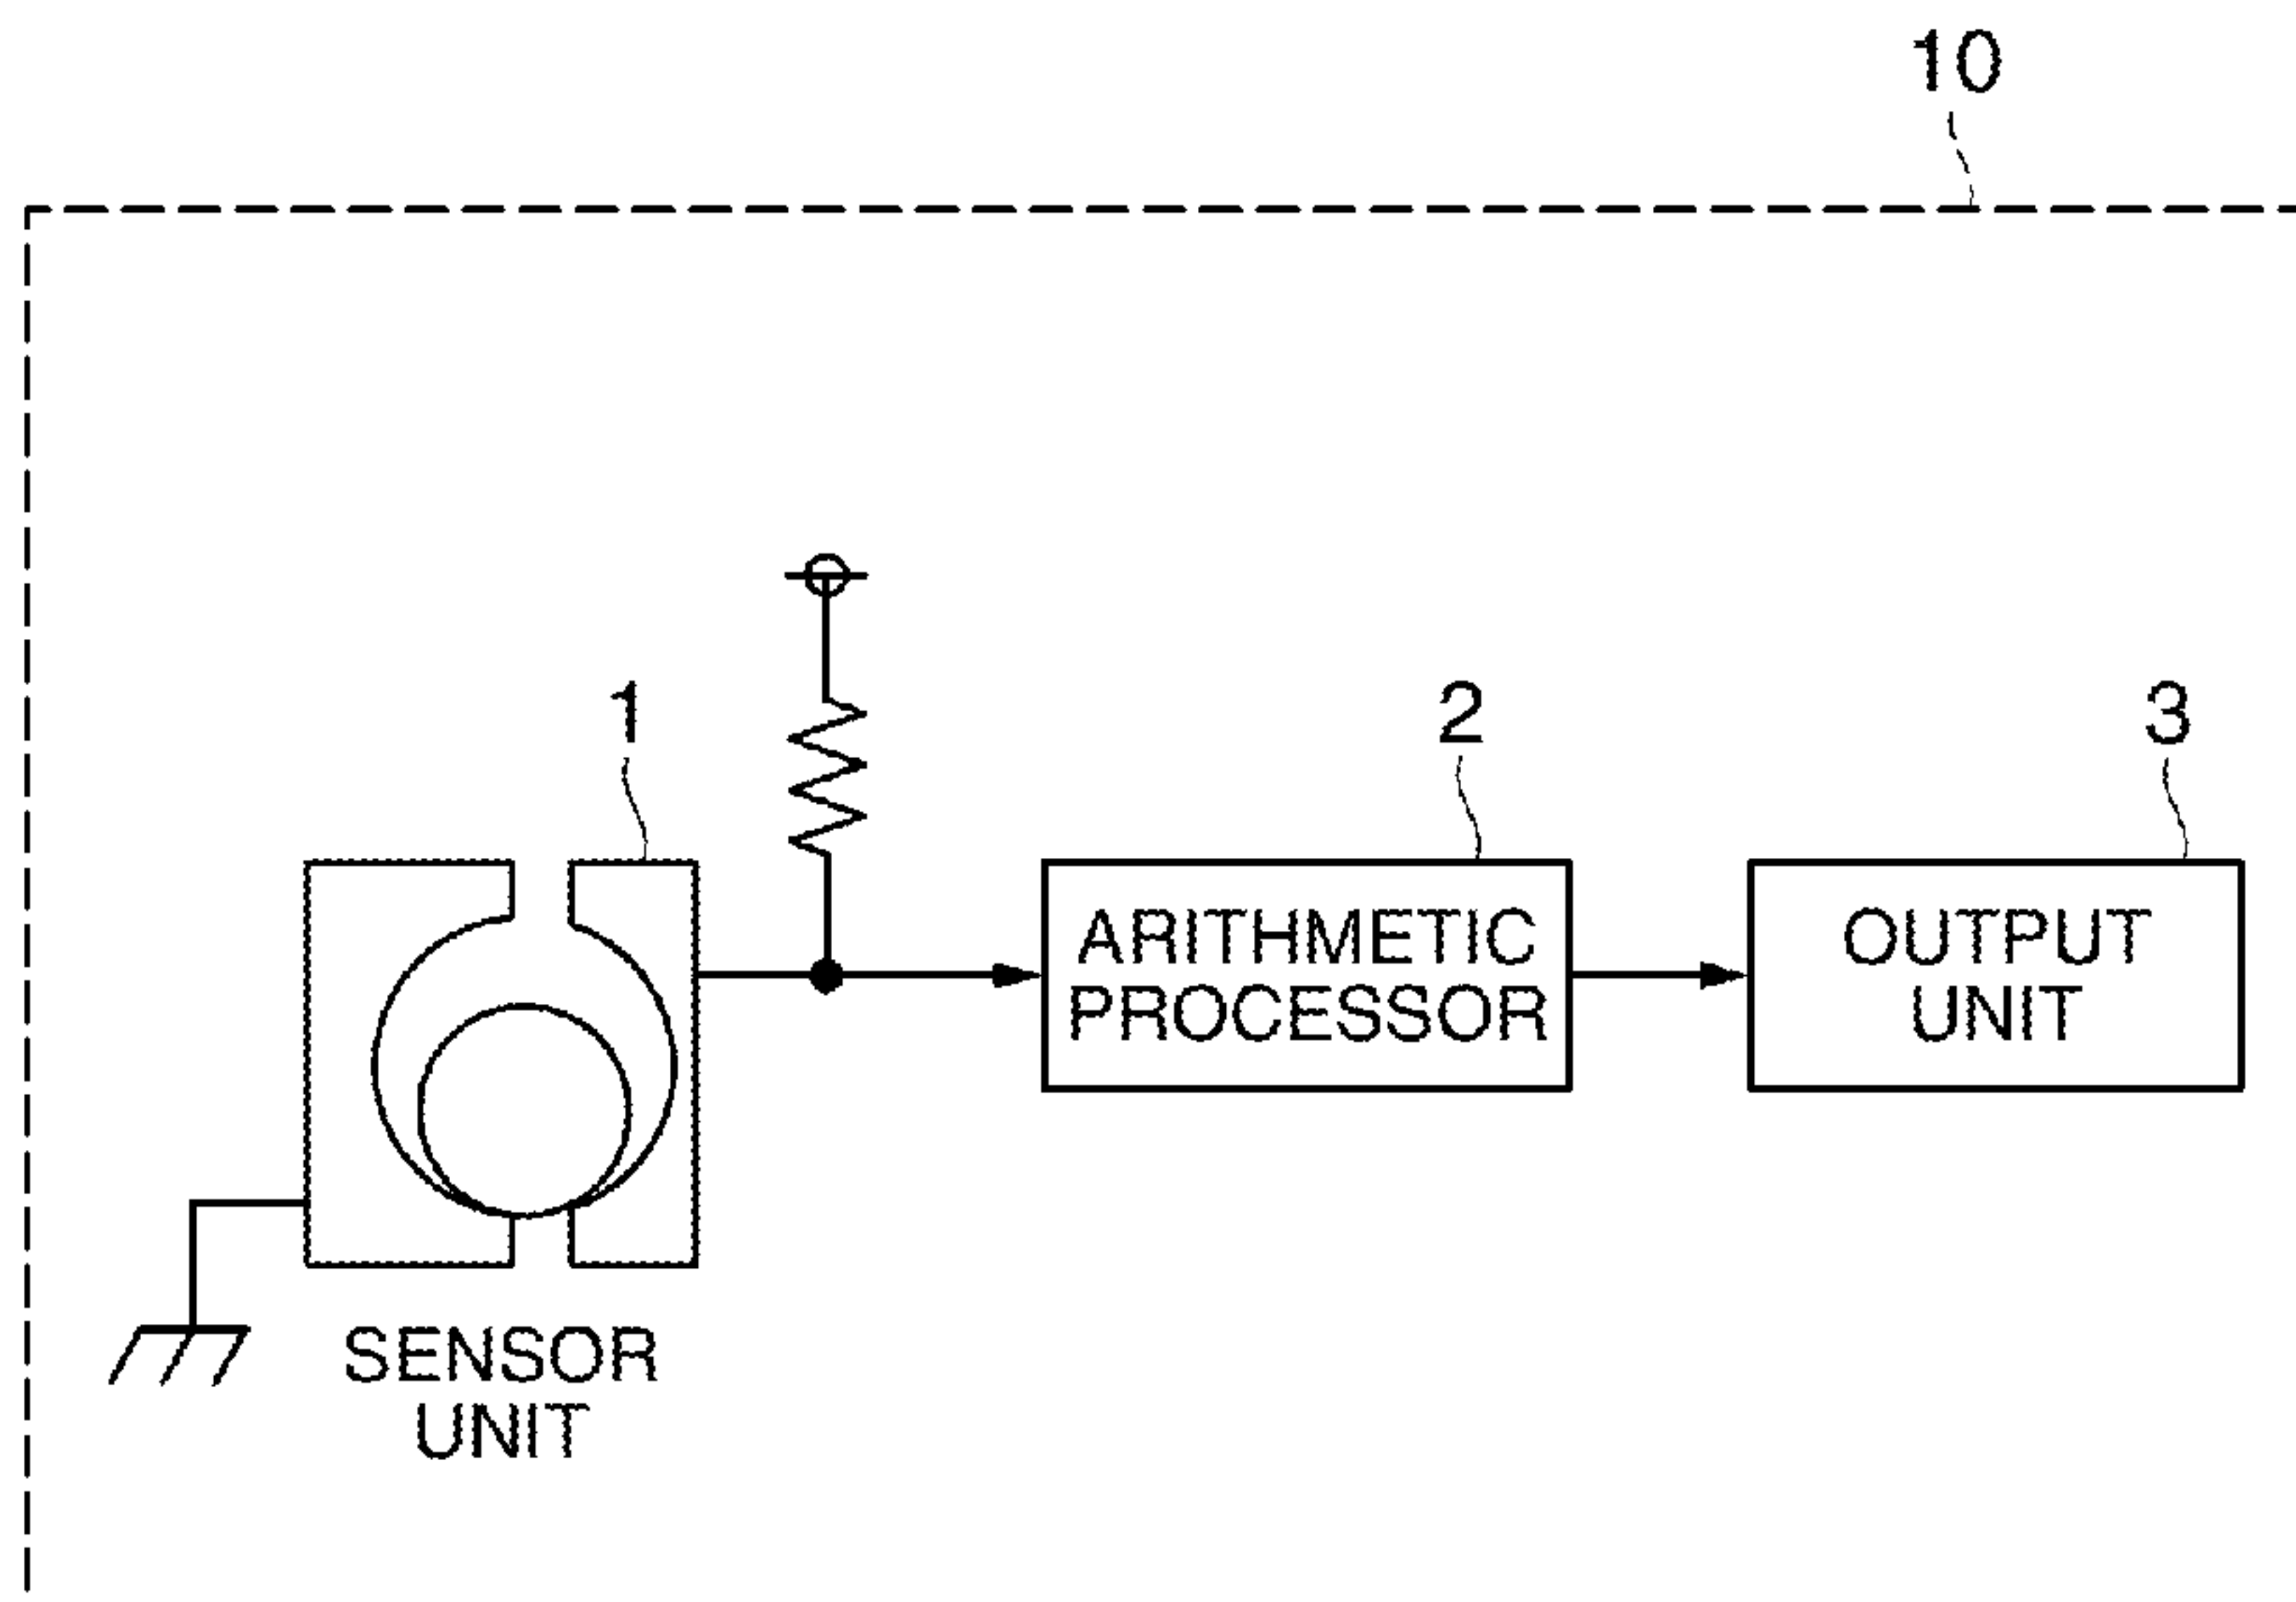 10
1
2
3
ARITHMETIC
PROCESSOR
OUTPUT
UNIT
SENSOR
UNIT